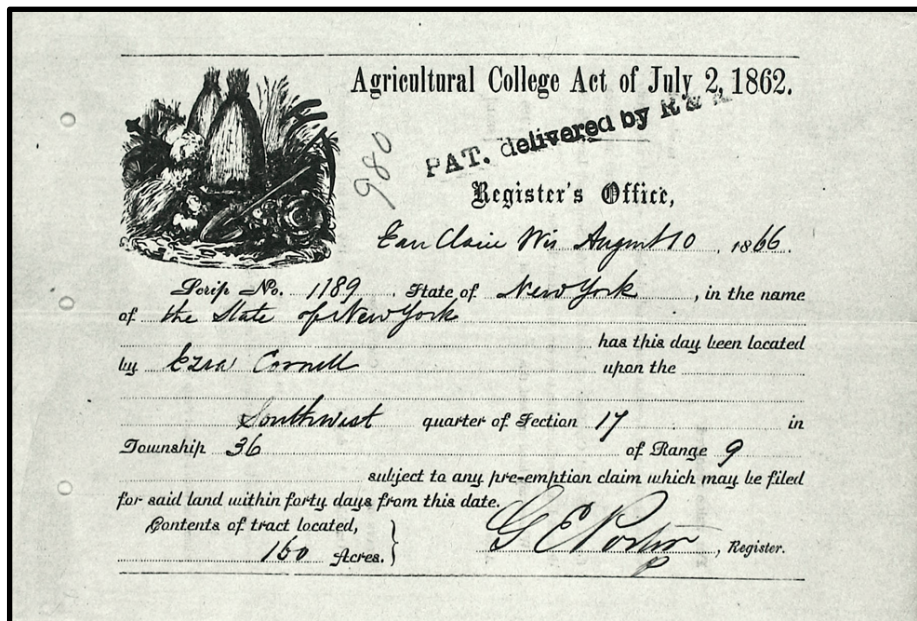 Agricultural College Act of July 2, 1862.
980
PAT. delivered by R &
Register's Office,
Eau Claire Wis August 10, 1866.
Scrip No. 1189, State of New York, in the name
of the State of New York
has this day been located
by Ezra Cornell upon the
Southwest quarter of Section 17 in
Township 36 of Range 9
subject to any pre-emption claim which may be filed
for said land within forty days from this date.
Contents of tract located,
160 Acres.
G E Porter, Register.